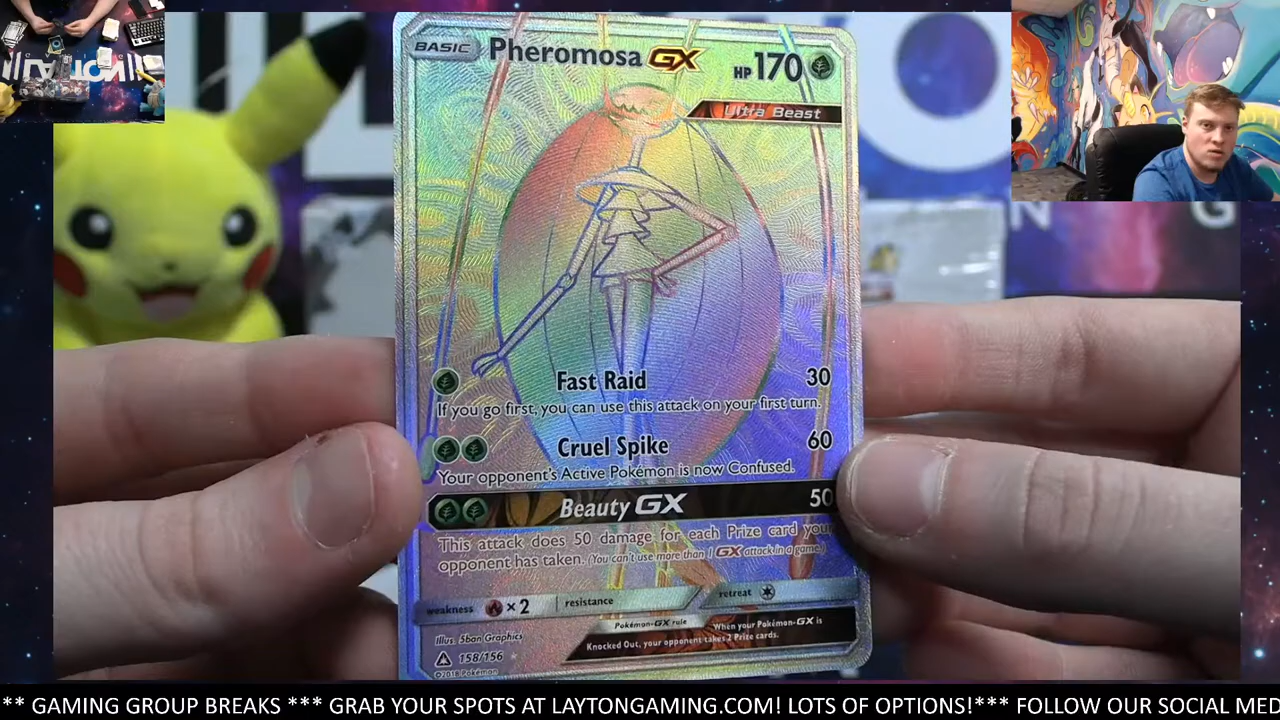 BASIC Pheromosa GX HP 170
Ultra Beast
Fast Raid 30
If you go first, you can use this attack on your first turn.
Cruel Spike 60
Your opponent's Active Pokémon is now Confused.
Beauty GX 50
This attack does 50 damage for each Prize card your
opponent has taken. (You can't use more than 1 GX attack in a game.)
weakness ×2 resistance retreat
Pokémon-GX rule When your Pokémon-GX is
Knocked Out, your opponent takes 2 Prize cards.
Illus. 5ban Graphics
158/156
©2018 Pokémon
N G
** GAMING GROUP BREAKS *** GRAB YOUR SPOTS AT LAYTONGAMING.COM! LOTS OF OPTIONS!*** FOLLOW OUR SOCIAL MED